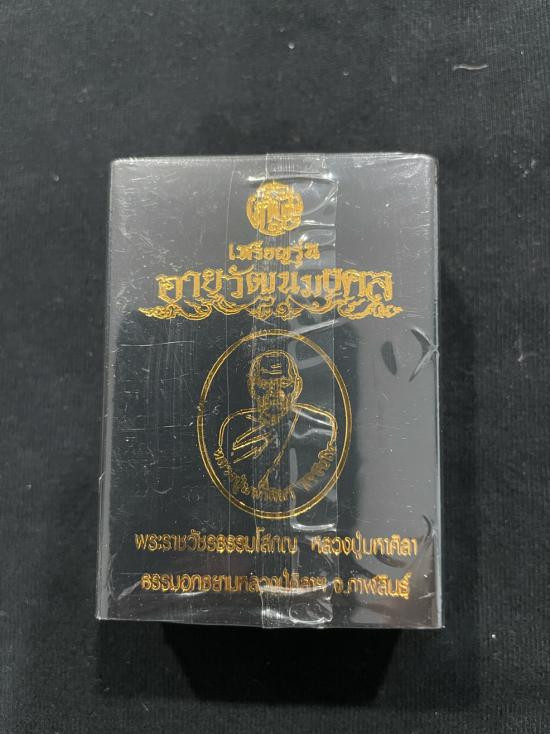 เหรียญรุ่น
อายุวัฒนมงคล
๘๑
พระราชวัชรธรรมโสภณ หลวงปู่มหาศิลา
ธรรมอุทยานหลวงปู่ศิลาฯ จ.กาฬสินธุ์